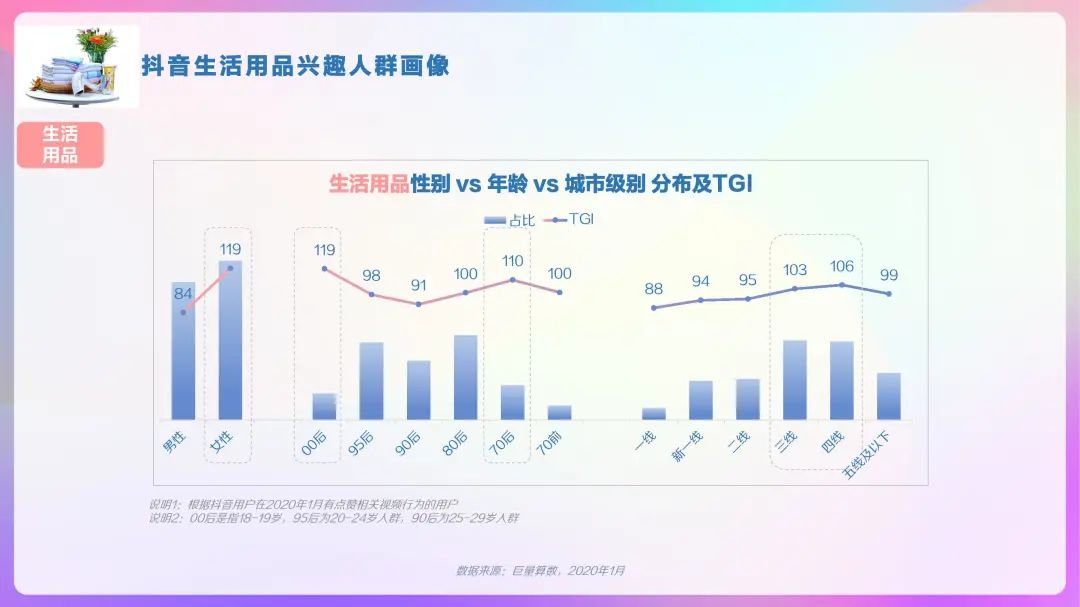 抖音生活用品兴趣人群画像
生活
用品
生活用品性别 vs 年龄 vs 城市级别 分布及TGI
占比 TGI
84 119 119 98 91 100 110 100 88 94 95 103 106 99
男性 女性 00后 95后 90后 80后 70后 70前 一线 新一线 二线 三线 四线 五线及以下
说明1：根据抖音用户在2020年1月有点赞相关视频行为的用户
说明2：00后是指18-19岁，95后为20-24岁人群，90后为25-29岁人群
数据来源：巨量算数，2020年1月